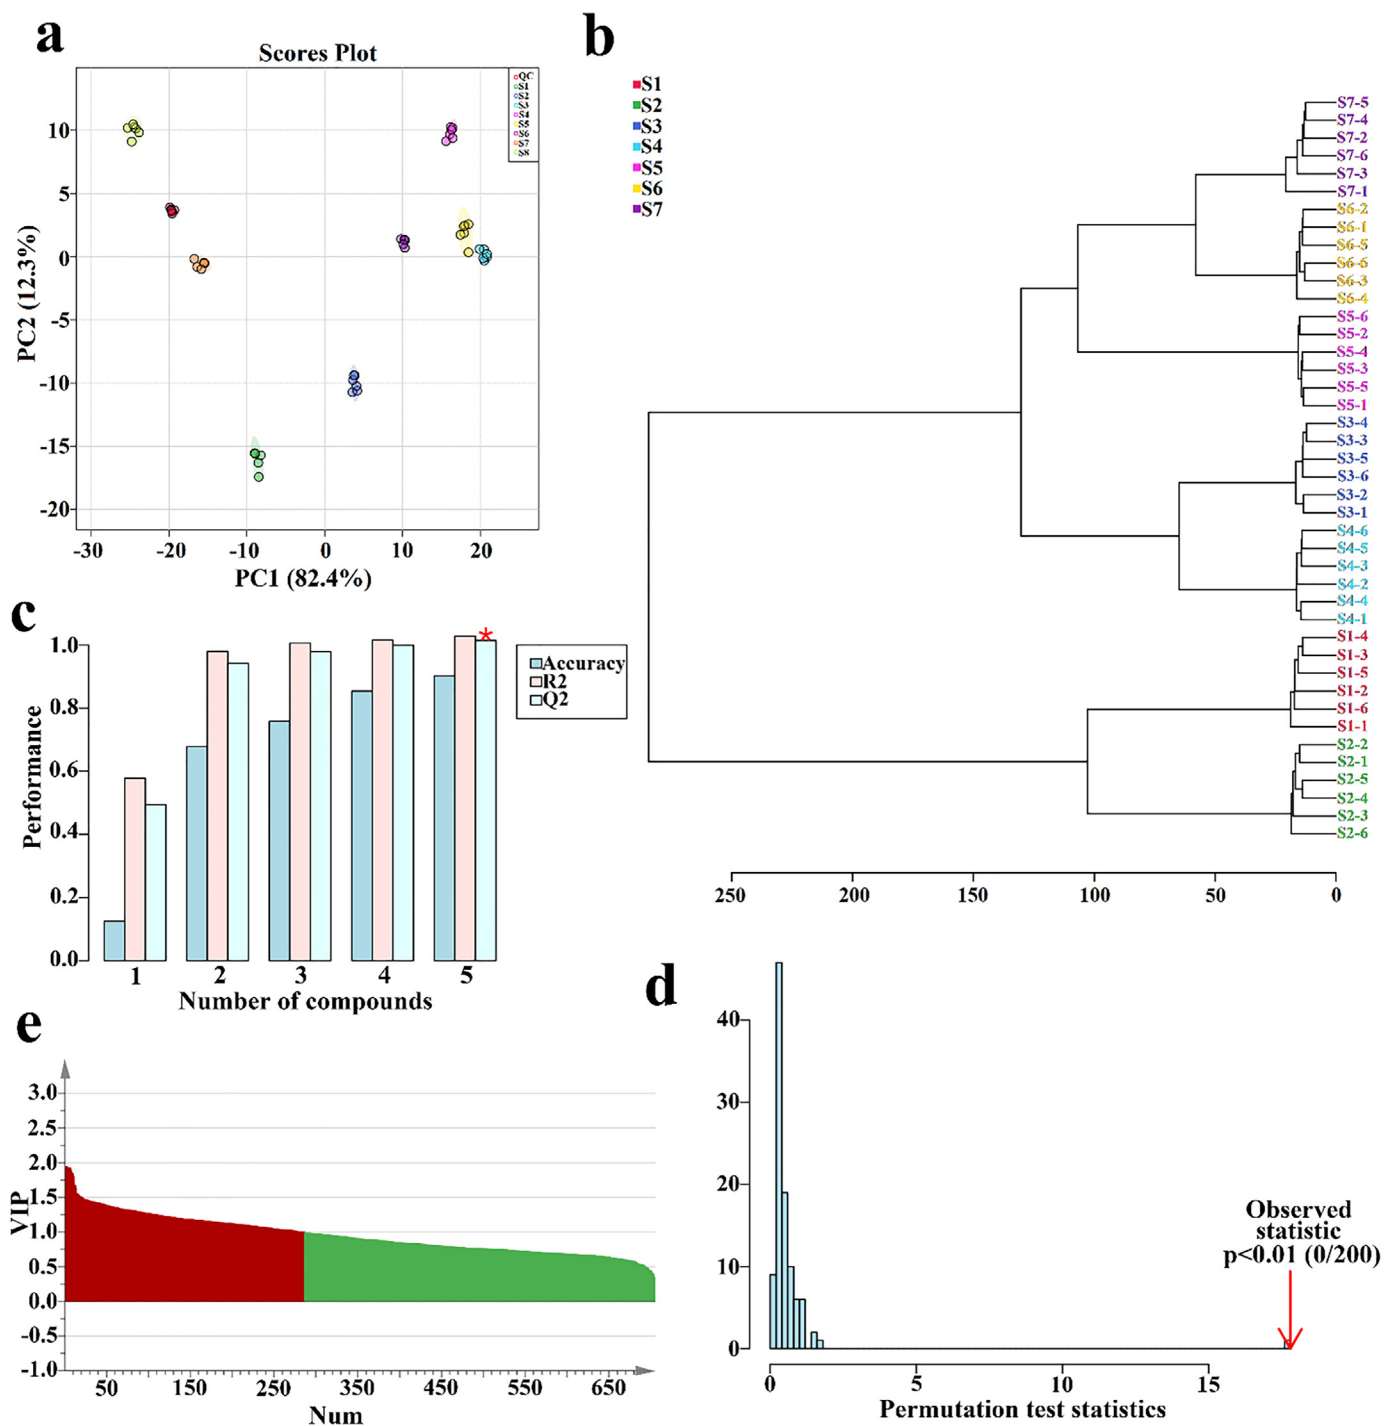 a
Scores Plot
QC
S1
S2
S3
S4
S5
S6
S7
S8
10
5
0
-5
-10
-15
-20
PC2 (12.3%)
-30
-20
-10
0
10
20
PC1 (82.4%)
b
S1
S2
S3
S4
S5
S6
S7
S7-5
S7-4
S7-2
S7-6
S7-3
S7-1
S6-2
S6-1
S6-5
S6-6
S6-3
S6-4
S5-6
S5-2
S5-4
S5-3
S5-5
S5-1
S3-4
S3-3
S3-5
S3-6
S3-2
S3-1
S4-6
S4-5
S4-3
S4-2
S4-4
S4-1
S1-4
S1-3
S1-5
S1-2
S1-6
S1-1
S2-2
S2-1
S2-5
S2-4
S2-3
S2-6
250
200
150
100
50
0
c
1.0
0.8
0.6
0.4
0.2
0.0
Performance
*
Accuracy
R2
Q2
1
2
3
4
5
Number of compounds
d
40
30
20
10
0
Observed
statistic
p<0.01 (0/200)
0
5
10
15
Permutation test statistics
e
3.0
2.5
2.0
1.5
1.0
0.5
0.0
-0.5
-1.0
VIP
50
150
250
350
450
550
650
Num